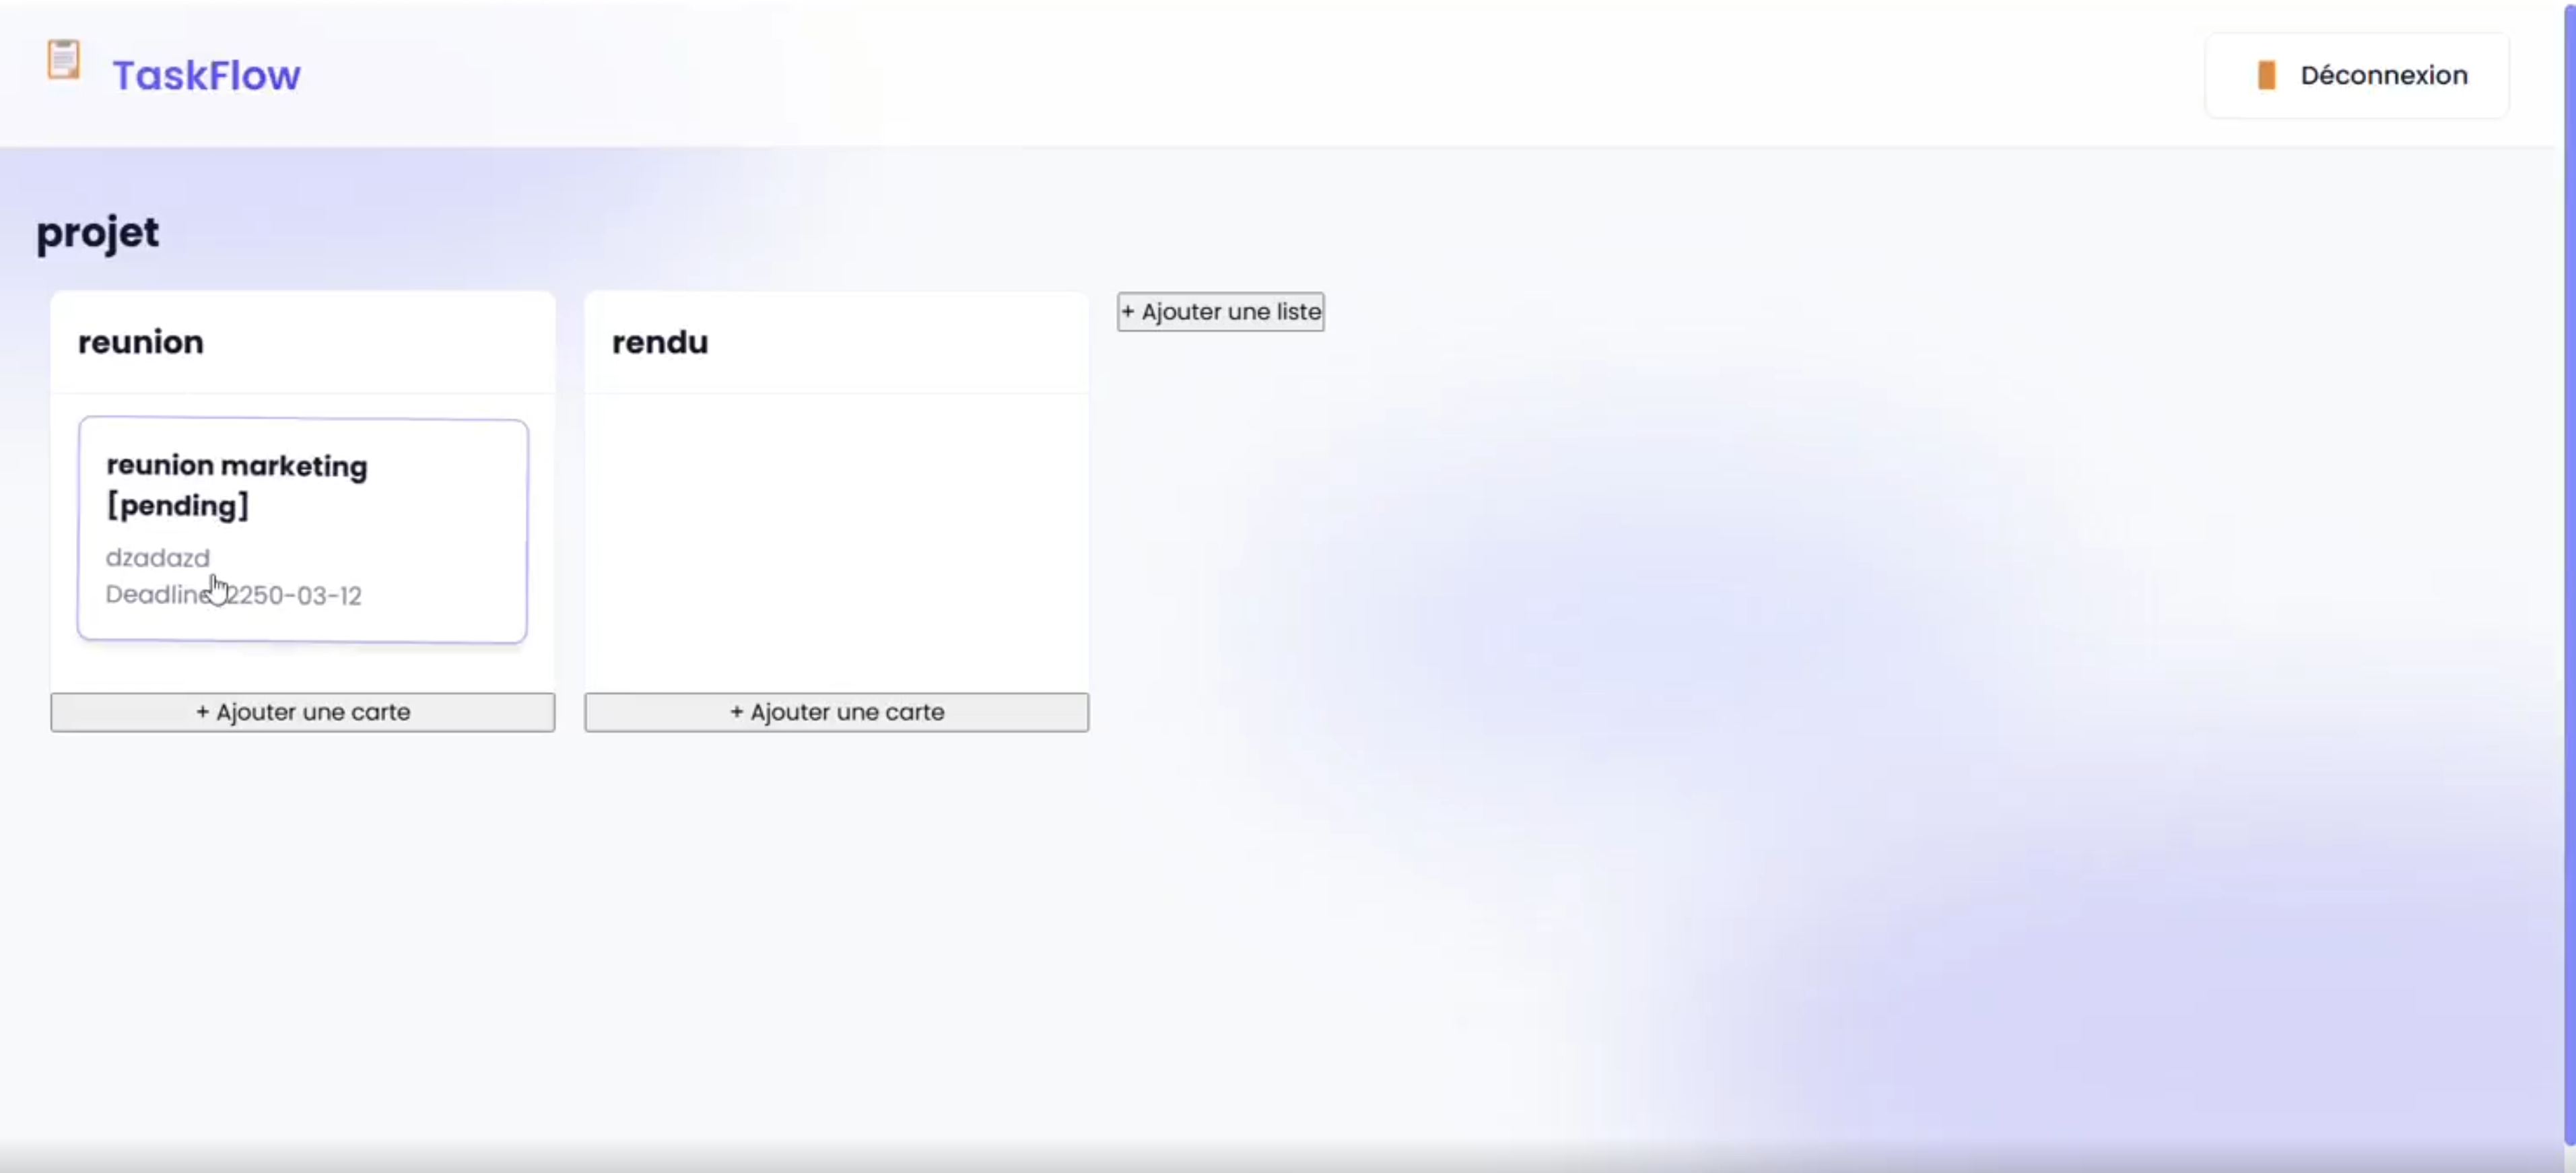 TaskFlow
Déconnexion
projet
reunion
reunion marketing
[pending]
dzadazd
Deadline 2250-03-12
+ Ajouter une carte
rendu
+ Ajouter une carte
+ Ajouter une liste